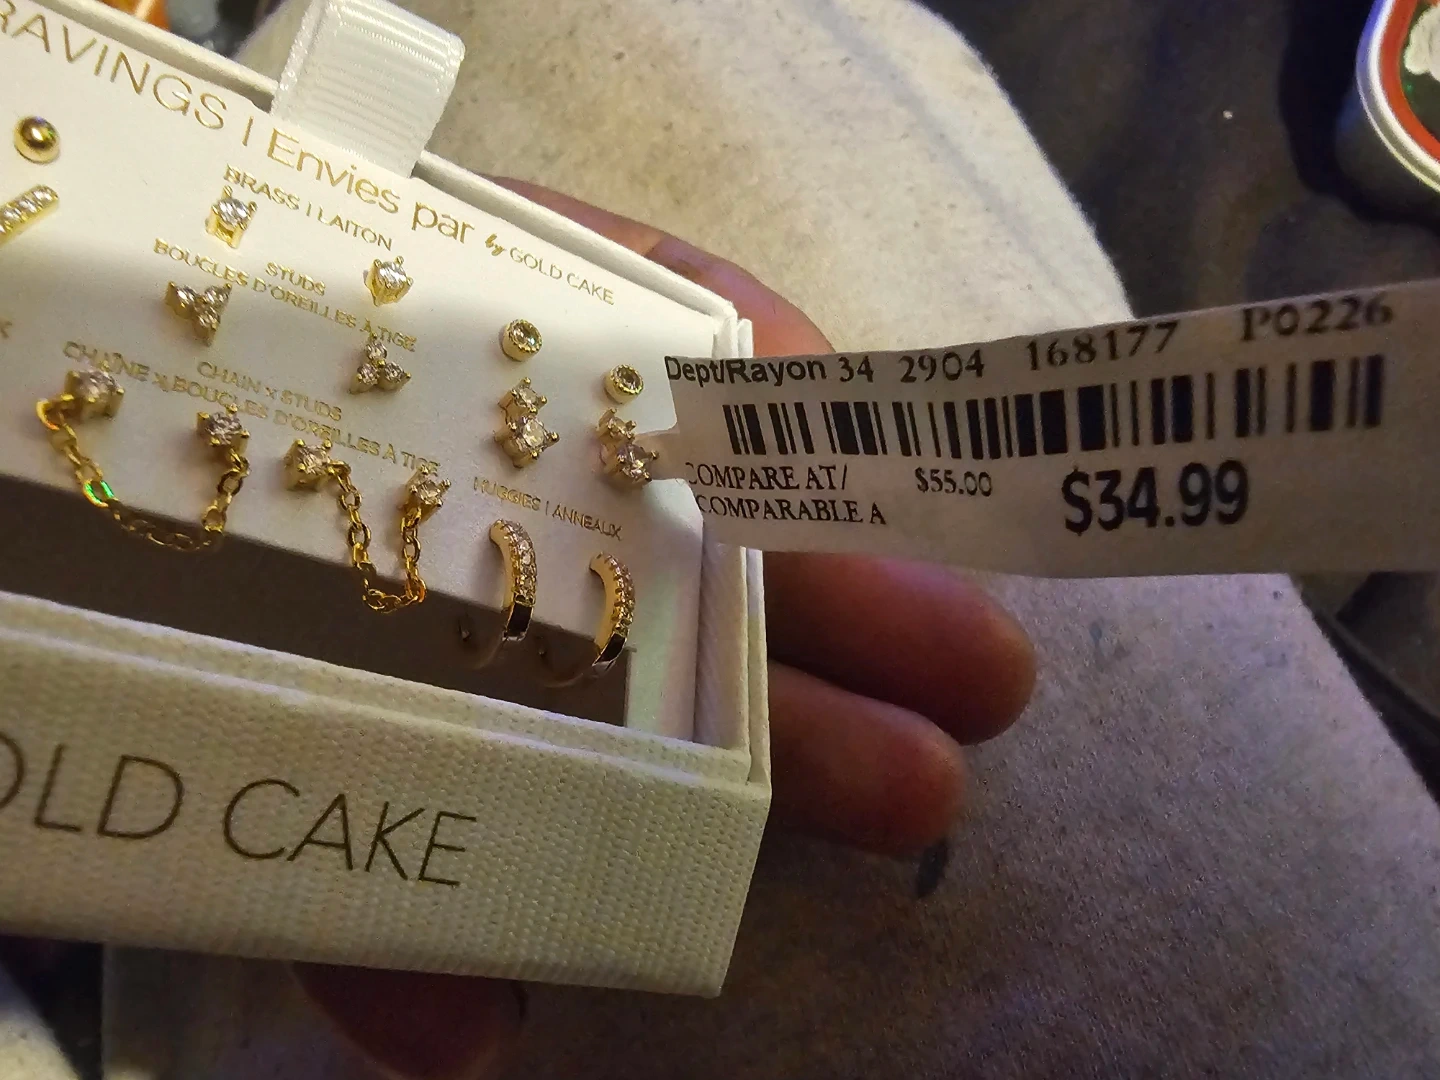 RAVINGS | Envies par by GOLD CAKE
BRASS | LAITON
STUDS
BOUCLES D'OREILLES À TIGE
CHAIN x STUDS
CHAÎNE x BOUCLES D'OREILLES À TIGE
HUGGIES | ANNEAUX
OLD CAKE
Dept/Rayon 34 2904 168177 P0226
COMPARE AT/
COMPARABLE A
$55.00
$34.99